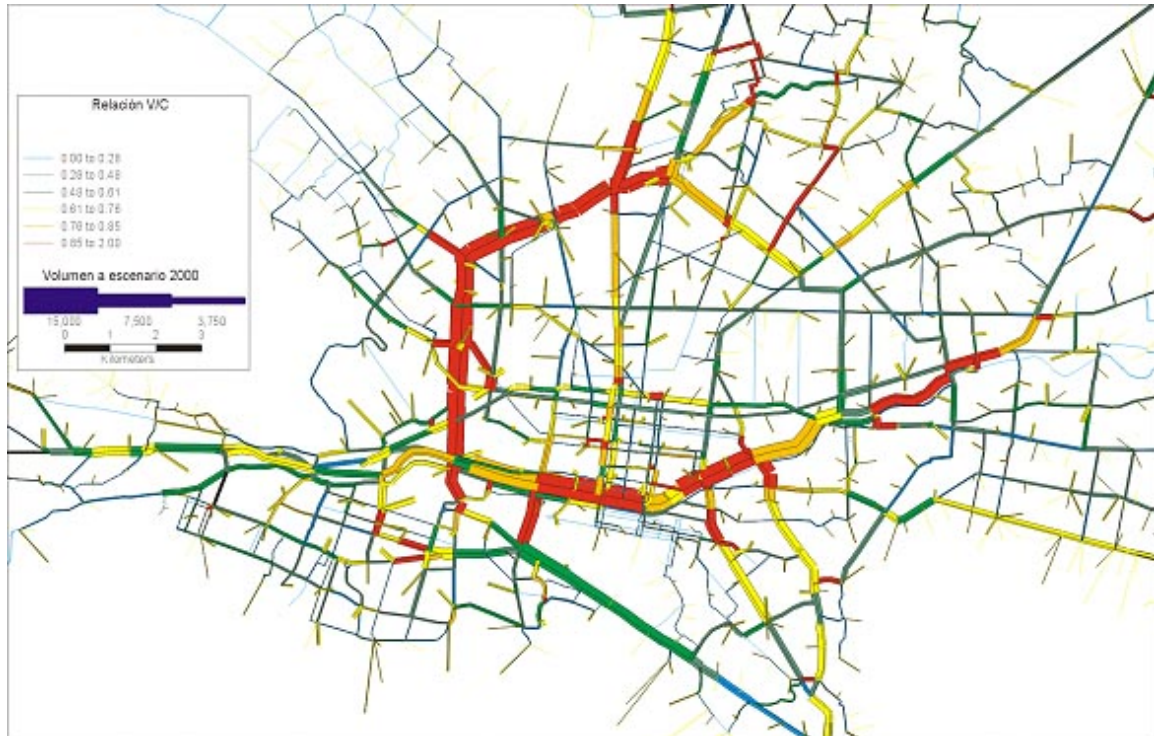 Relación V/C
0.00 to 0.28
0.28 to 0.48
0.48 to 0.61
0.61 to 0.76
0.76 to 0.85
0.85 to 2.00
Volumen a escenario 2000
15,000 7,500 3,750
0 1 2 3
Kilometers